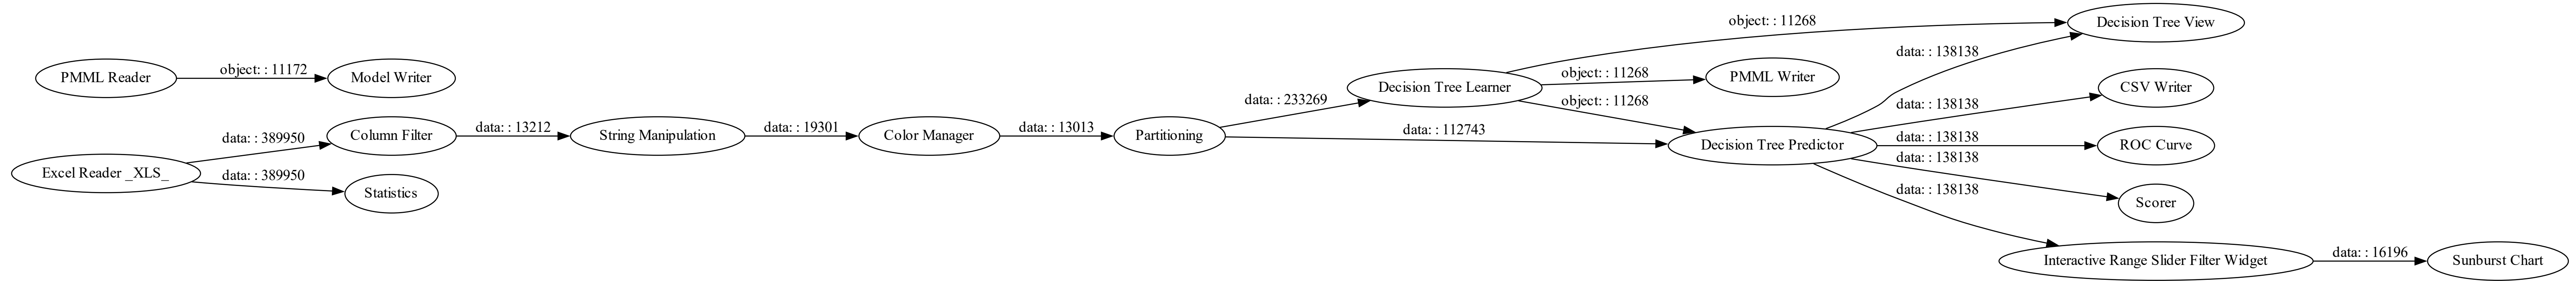 PMML Reader
object: : 11172
Model Writer
Excel Reader _XLS_
data: : 389950
Column Filter
data: : 389950
Statistics
data: : 13212
String Manipulation
data: : 19301
Color Manager
data: : 13013
Partitioning
data: : 233269
Decision Tree Learner
data: : 112743
object: : 11268
Decision Tree View
object: : 11268
PMML Writer
object: : 11268
Decision Tree Predictor
data: : 138138
data: : 138138
CSV Writer
data: : 138138
ROC Curve
data: : 138138
Scorer
data: : 138138
Interactive Range Slider Filter Widget
data: : 16196
Sunburst Chart